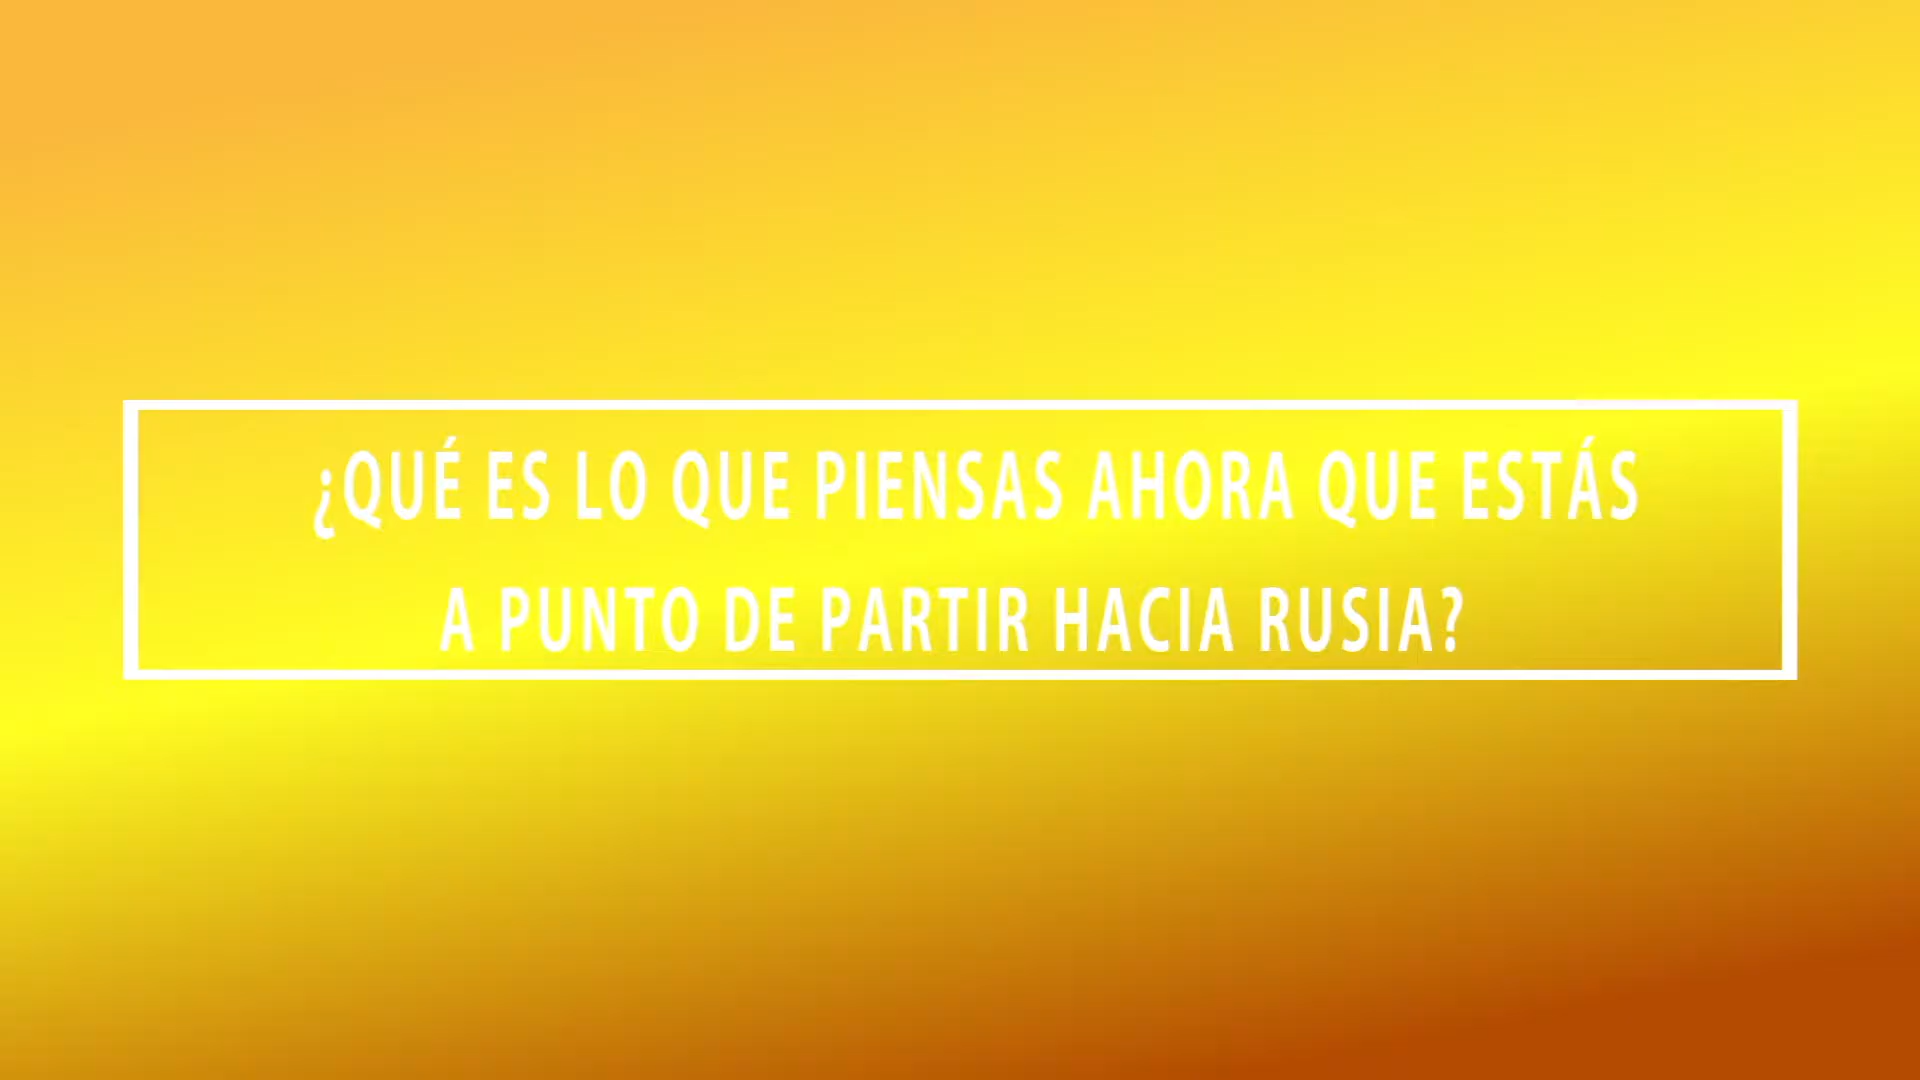 ¿QUÉ ES LO QUE PIENSAS AHORA QUE ESTÁS
A PUNTO DE PARTIR HACIA RUSIA?